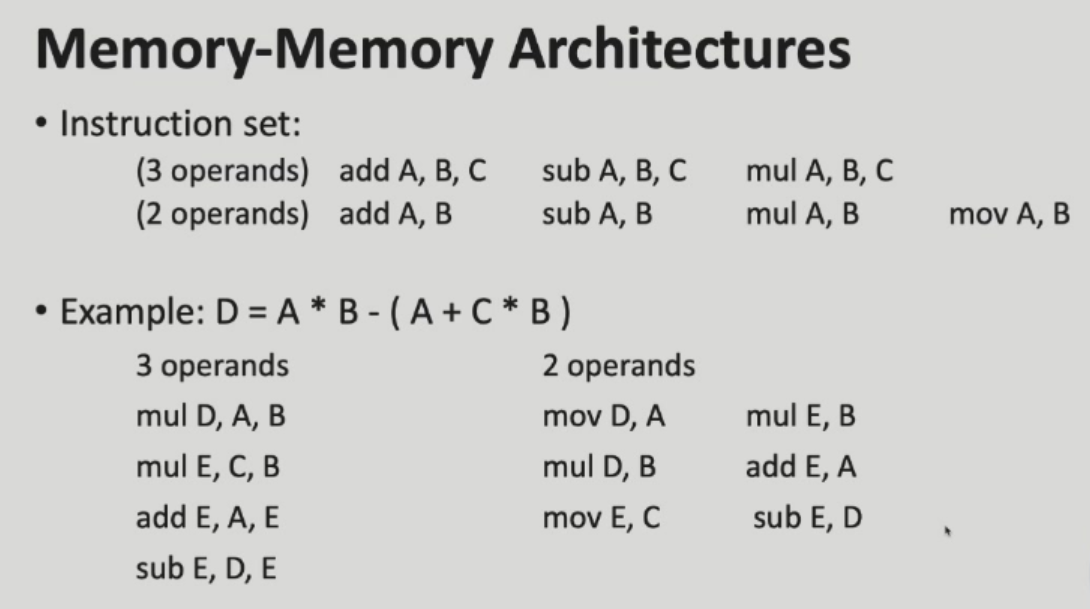 Memory-Memory Architectures
• Instruction set:
(3 operands) add A, B, C sub A, B, C mul A, B, C
(2 operands) add A, B sub A, B mul A, B mov A, B
• Example: D = A * B - ( A + C * B )
3 operands 2 operands
mul D, A, B mov D, A mul E, B
mul E, C, B mul D, B add E, A
add E, A, E mov E, C sub E, D
sub E, D, E